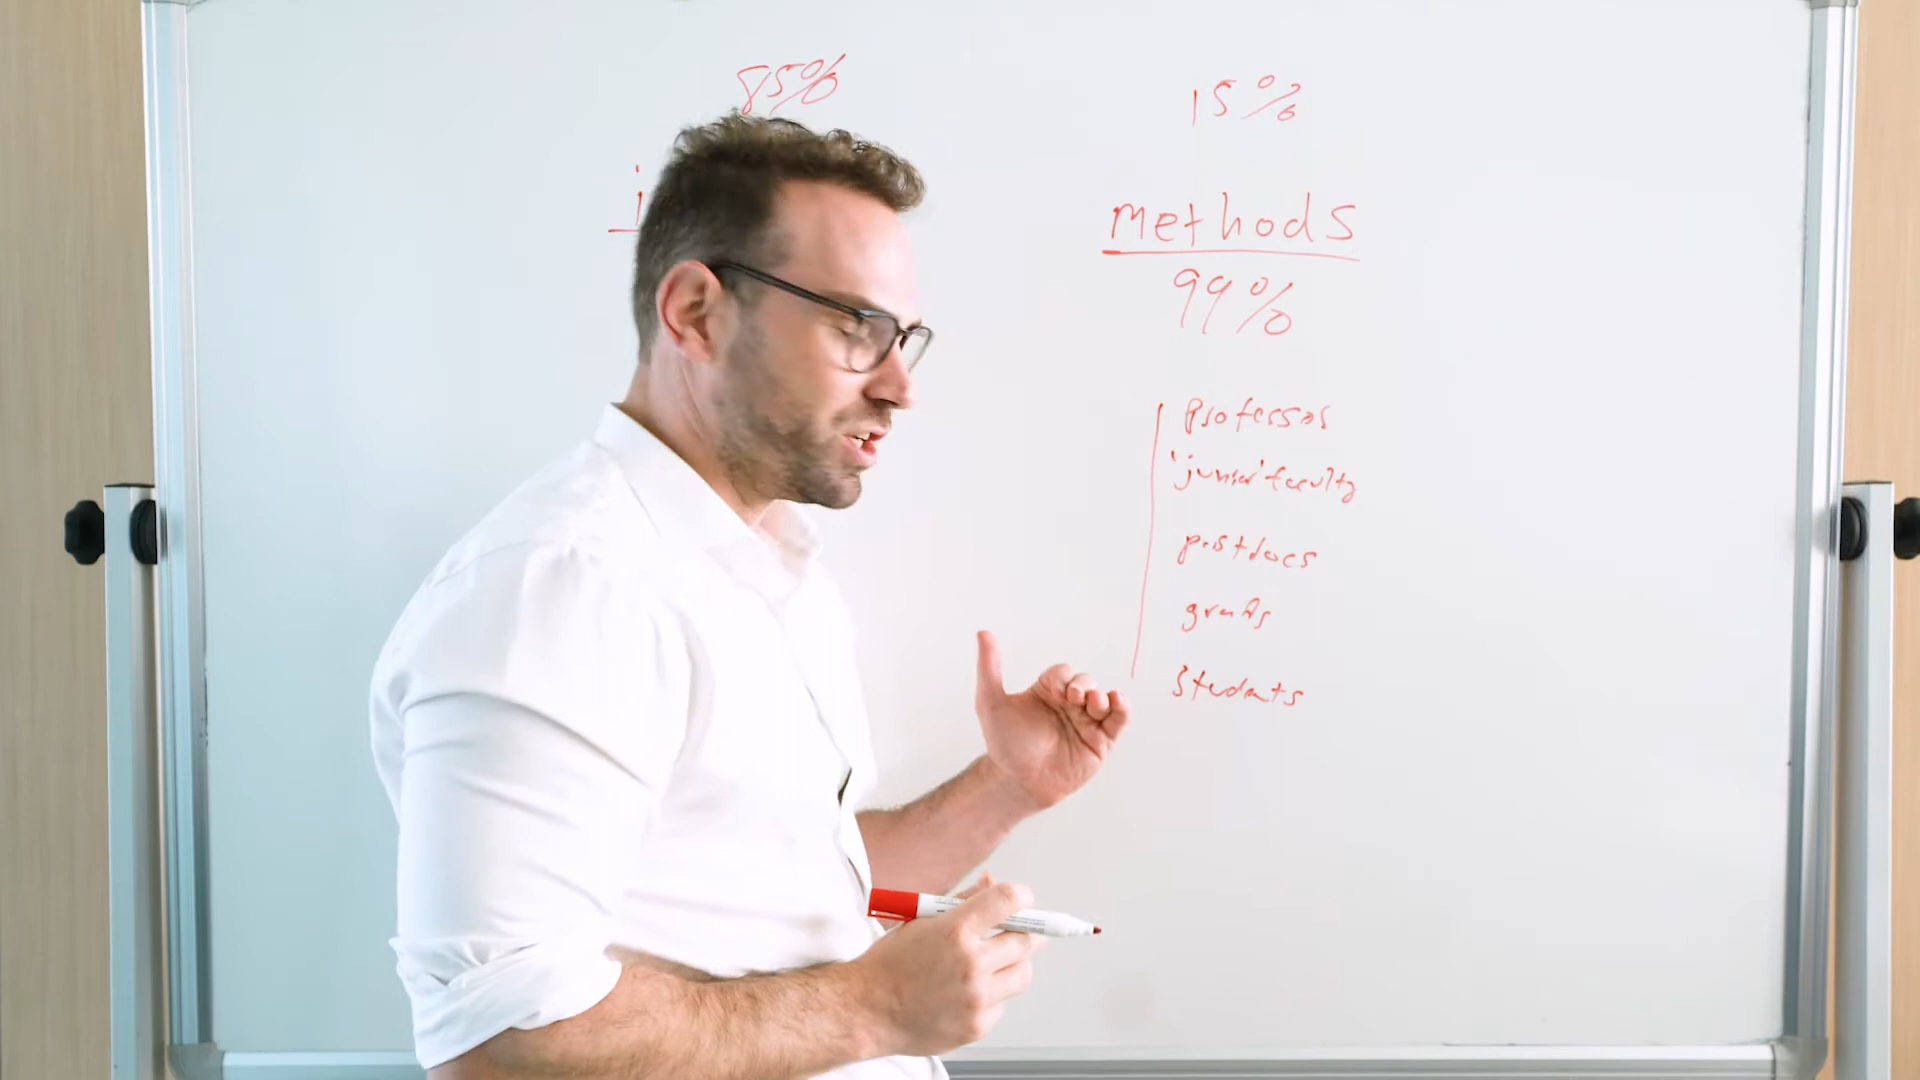 85%
15%
methods
99%
professors
'junior' faculty
postdocs
grads
students